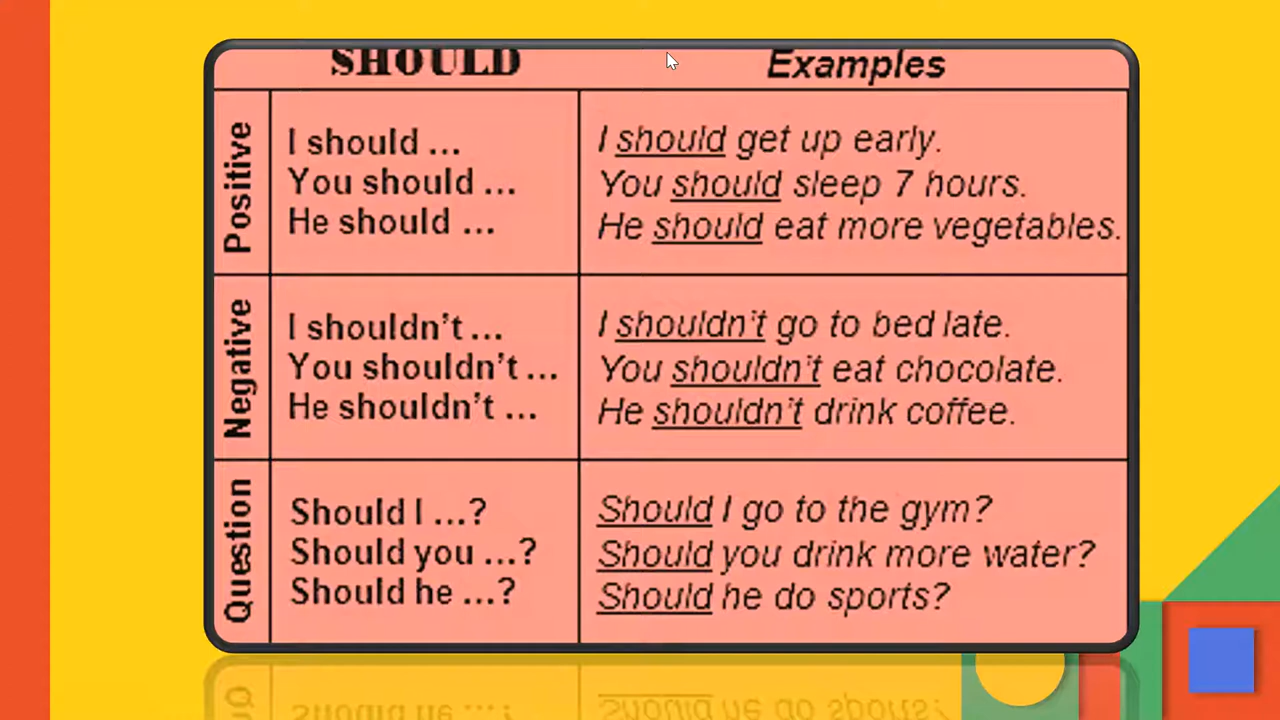 SHOULD
Examples
Positive
I should ...
You should ...
He should ...
I should get up early.
You should sleep 7 hours.
He should eat more vegetables.
Negative
I shouldn't ...
You shouldn't ...
He shouldn't ...
I shouldn't go to bed late.
You shouldn't eat chocolate.
He shouldn't drink coffee.
Question
Should I ...?
Should you ...?
Should he ...?
Should I go to the gym?
Should you drink more water?
Should he do sports?